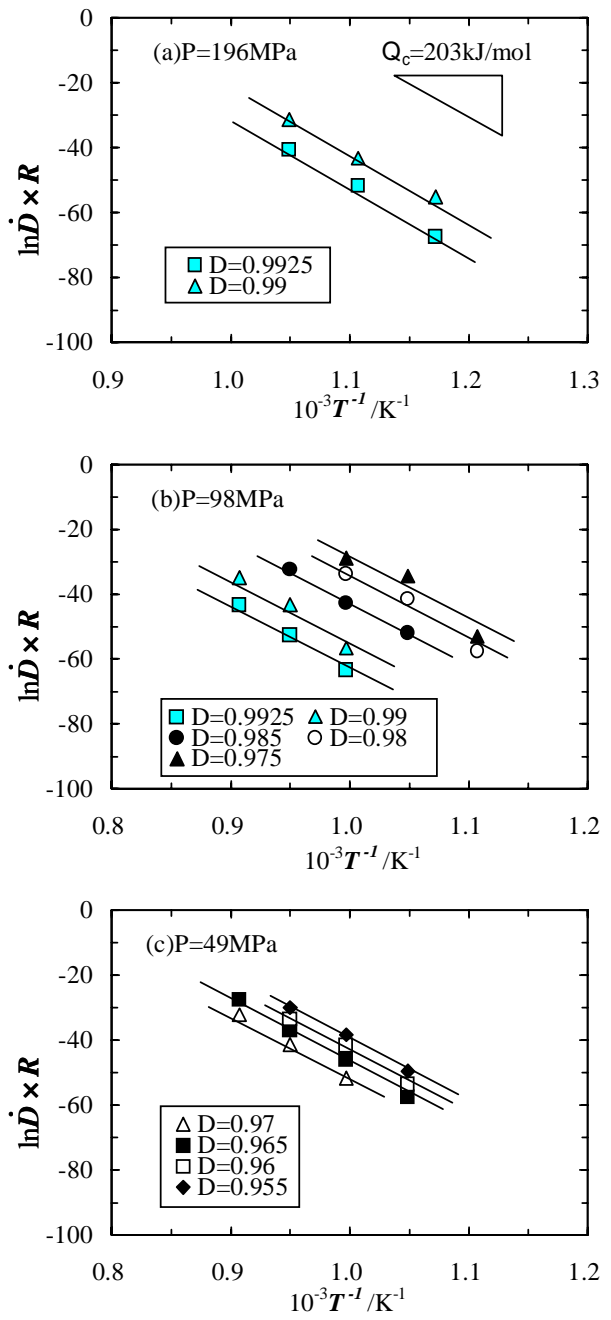 0
(a)P=196MPa
Qc=203kJ/mol
-20
-40
-60
-80
-100
lnḊ × R
D=0.9925
D=0.99
0.9 1.0 1.1 1.2 1.3
10⁻³T⁻¹/K⁻¹
0
(b)P=98MPa
-20
-40
-60
-80
-100
lnḊ × R
D=0.9925 D=0.99
D=0.985 D=0.98
D=0.975
0.8 0.9 1.0 1.1 1.2
10⁻³T⁻¹/K⁻¹
0
(c)P=49MPa
-20
-40
-60
-80
-100
lnḊ × R
D=0.97
D=0.965
D=0.96
D=0.955
0.8 0.9 1.0 1.1 1.2
10⁻³T⁻¹/K⁻¹